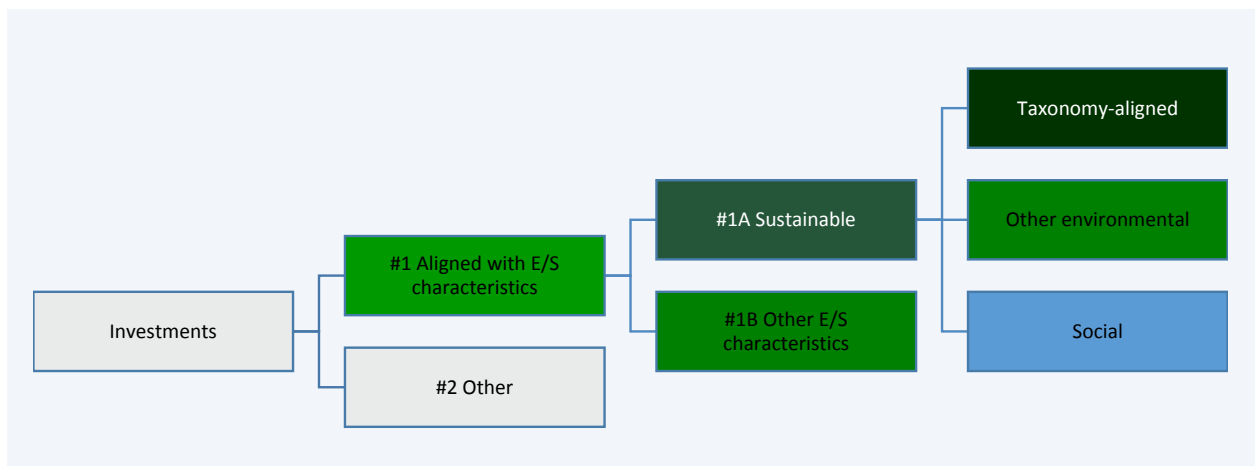 Investments
#1 Aligned with E/S
characteristics
#2 Other
#1A Sustainable
#1B Other E/S
characteristics
Taxonomy-aligned
Other environmental
Social